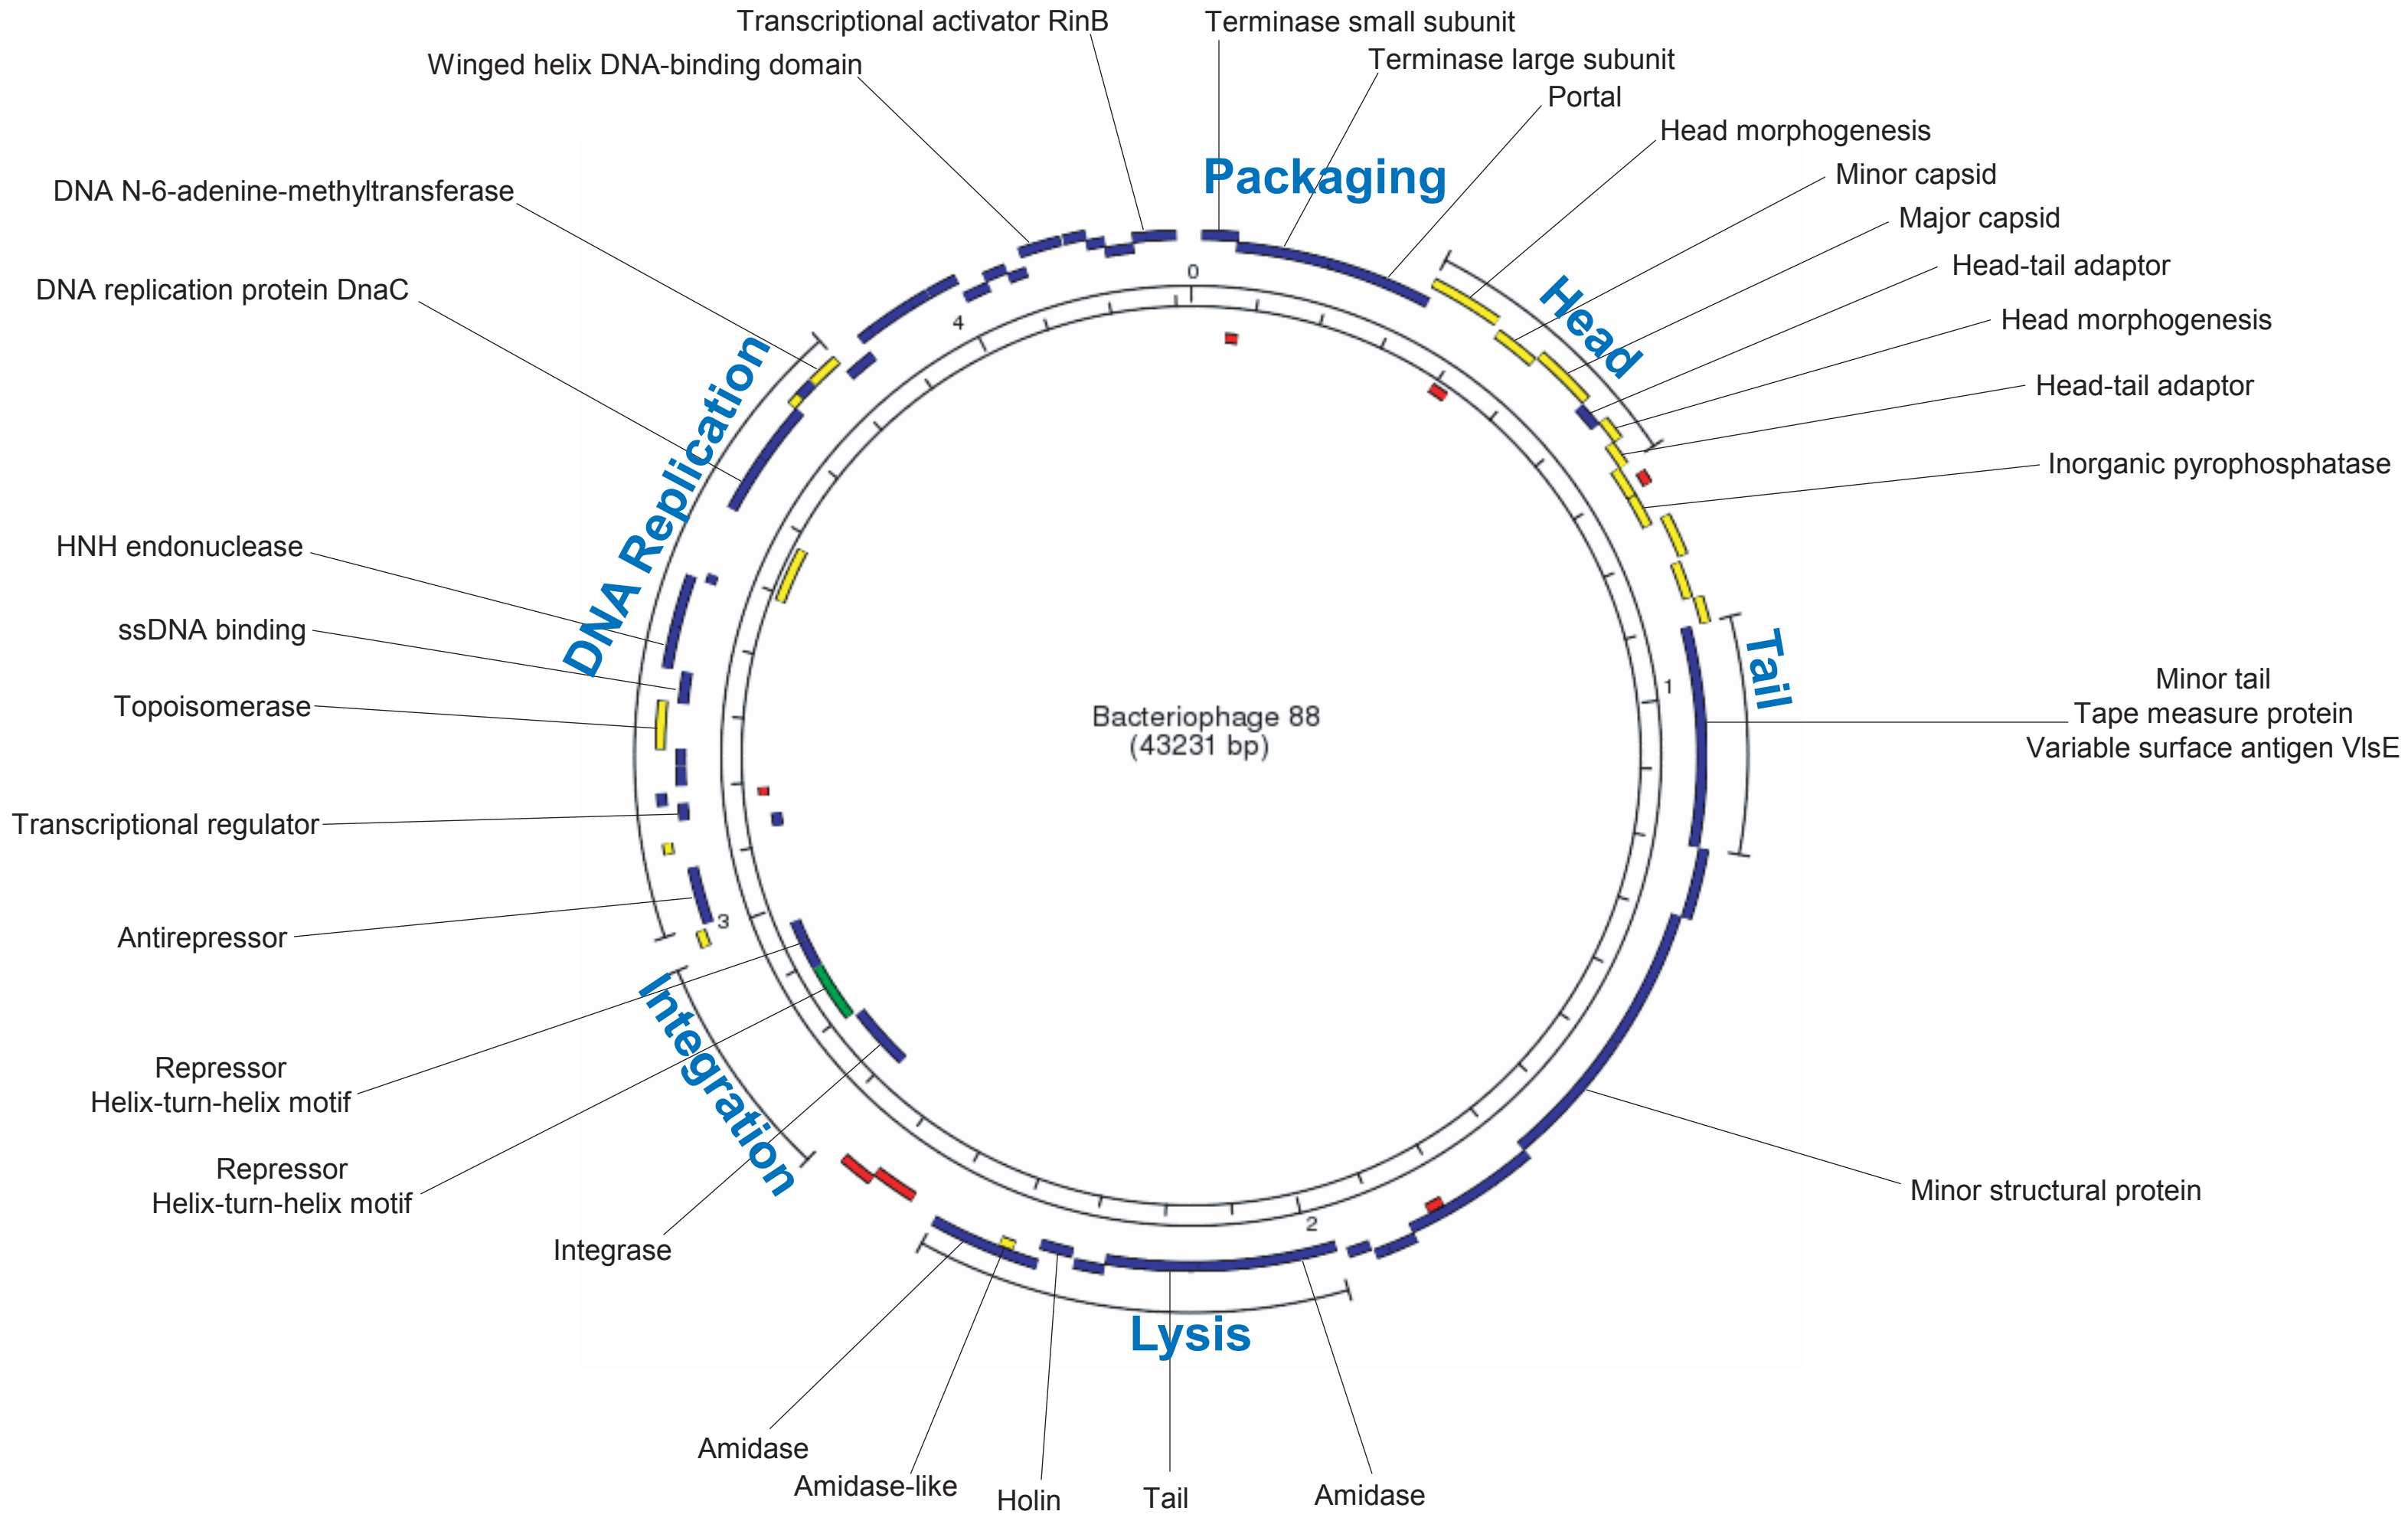 Transcriptional activator RinB
Terminase small subunit
Winged helix DNA-binding domain
Terminase large subunit
Portal
Head morphogenesis
Packaging
Minor capsid
DNA N-6-adenine-methyltransferase
Major capsid
Head-tail adaptor
0
DNA replication protein DnaC
Head
Head morphogenesis
4
Head-tail adaptor
Inorganic pyrophosphatase
DNA Replication
HNH endonuclease
ssDNA binding
Tail
1
Minor tail
Tape measure protein
Variable surface antigen VlsE
Topoisomerase
Bacteriophage 88
(43231 bp)
Transcriptional regulator
3
Antirepressor
Integration
Repressor
Helix-turn-helix motif
Repressor
Helix-turn-helix motif
Minor structural protein
2
Integrase
Lysis
Amidase
Amidase-like
Holin
Tail
Amidase